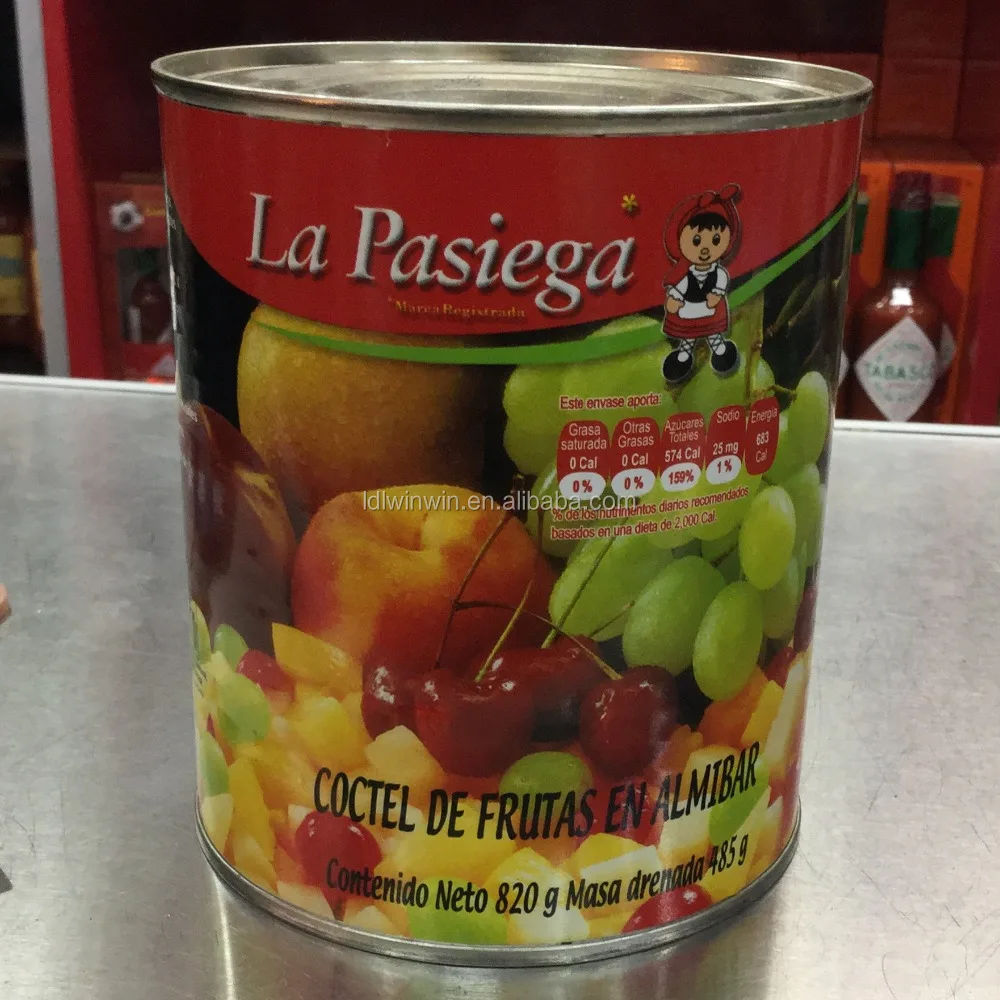 La Pasiega
*Marca Registrada
Este envase aporta:
Grasa saturada 0 Cal 0 %
Otras Grasas 0 Cal 0 %
Azúcares Totales 574 Cal 159%
Sodio 25 mg 1 %
Energía 683 Cal
% de los nutrimentos diarios recomendados
basados en una dieta de 2,000 Cal.
ldlwinwin.en.alibaba.com
TABASCO
COCTEL DE FRUTAS EN ALMIBAR
Contenido Neto 820 g Masa drenada 485 g